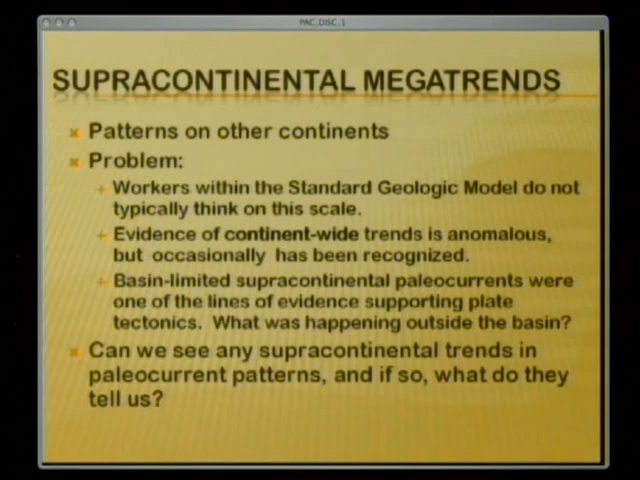 PAC_DISC_1
SUPRACONTINENTAL MEGATRENDS
Patterns on other continents
Problem:
Workers within the Standard Geologic Model do not
typically think on this scale.
Evidence of continent-wide trends is anomalous,
but occasionally has been recognized.
Basin-limited supracontinental paleocurrents were
one of the lines of evidence supporting plate
tectonics. What was happening outside the basin?
Can we see any supracontinental trends in
paleocurrent patterns, and if so, what do they
tell us?